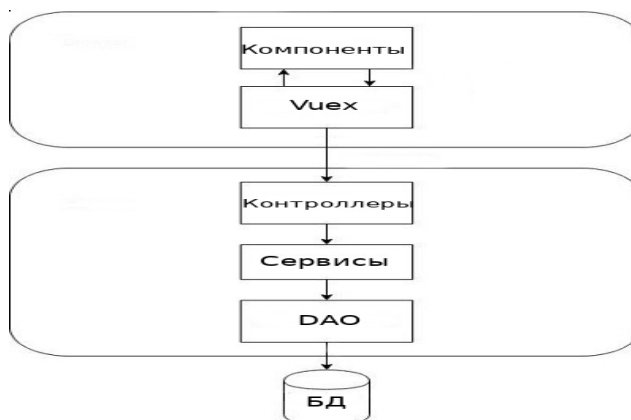 Компоненты
Vuex
Контроллеры
Сервисы
DAO
БД